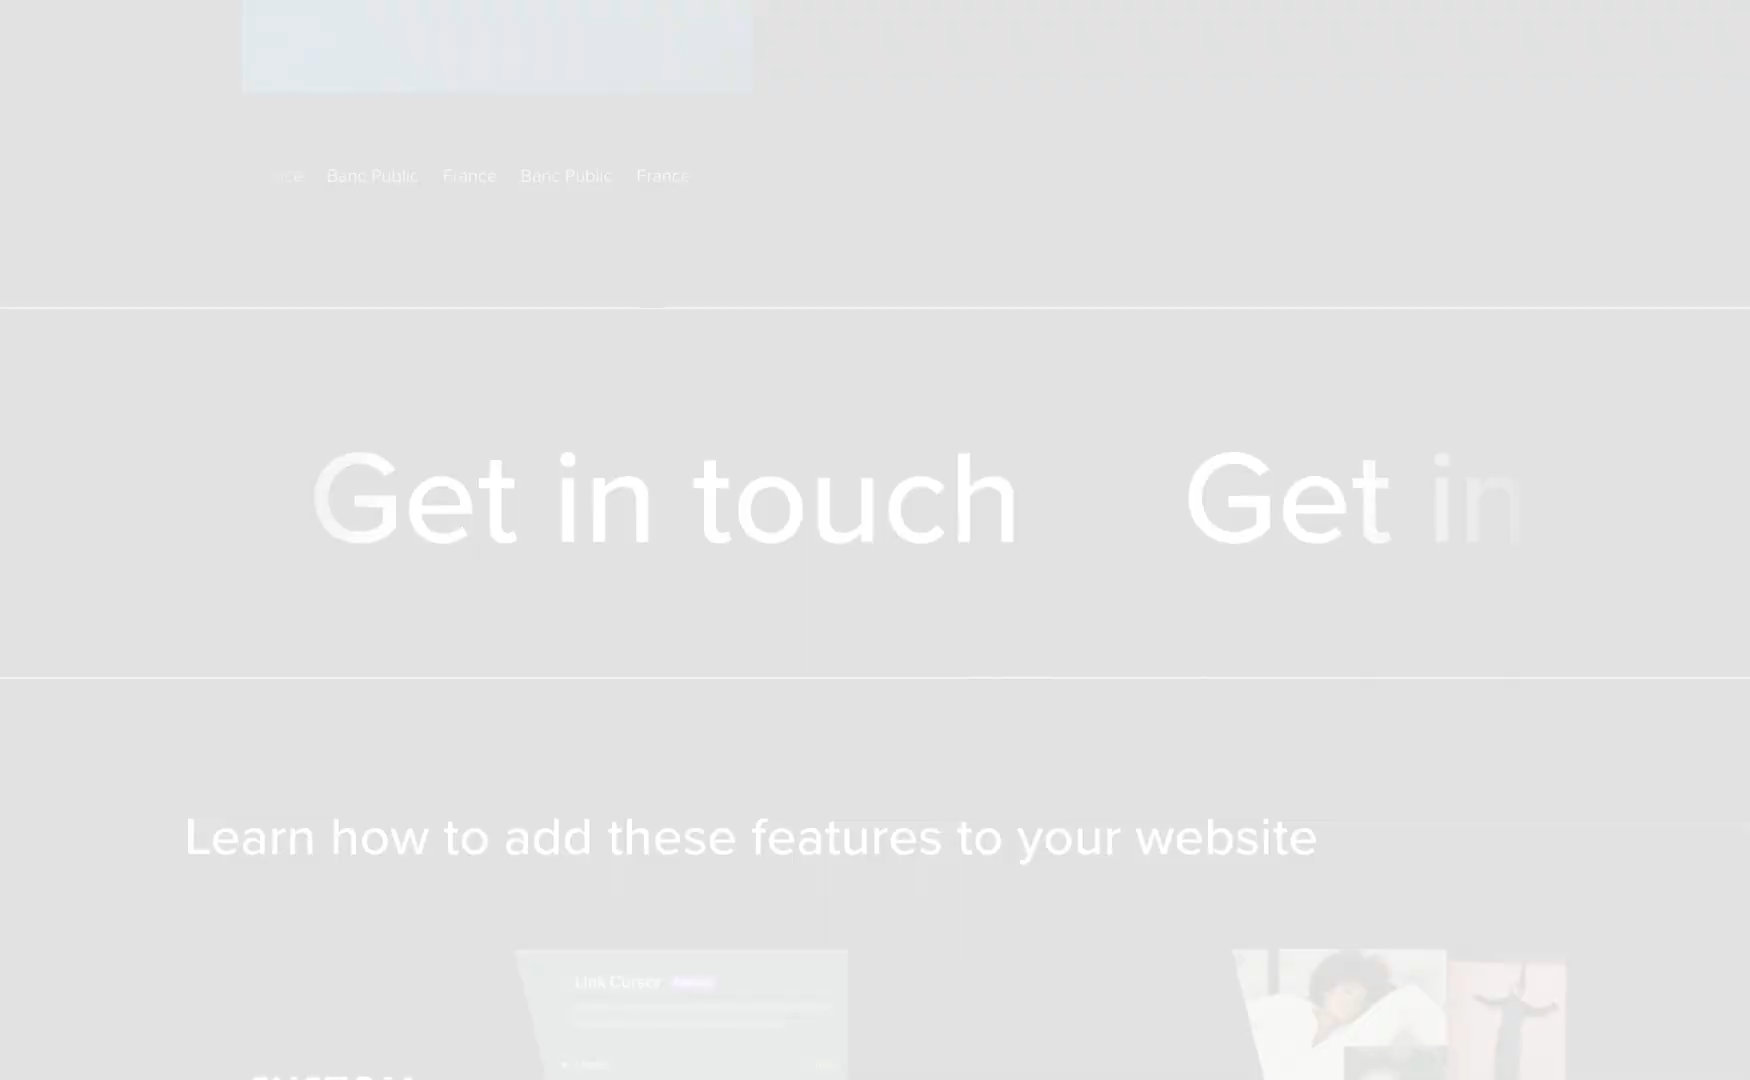 Banc Public France Banc Public France
Get in touch Get in
Learn how to add these features to your website
Link Cursor